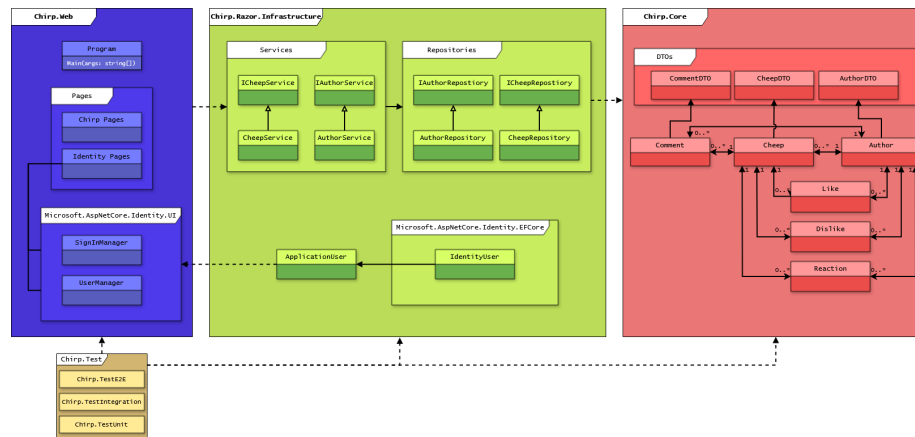 Chirp.Web
Program
Main(args: string[])
Pages
Chirp Pages
Identity Pages
Microsoft.AspNetCore.Identity.UI
SignInManager
UserManager
Chirp.Razor.Infrastructure
Services
ICheepService
IAuthorService
CheepService
AuthorService
Repositories
IAuthorRepostiory
ICheepRepostiory
AuthorRepository
CheepRepository
Microsoft.AspNetCore.Identity.EFCore
ApplicationUser
IdentityUser
Chirp.Core
DTOs
CommentDTO
CheepDTO
AuthorDTO
0..*
1
Comment
0..*
1
Cheep
0..*
1
Author
1
1
1
1
1
1
Like
0..*
0..*
Dislike
0..*
0..*
Reaction
0..*
0..*
Chirp.Test
Chirp.TestE2E
Chirp.TestIntegration
Chirp.TestUnit